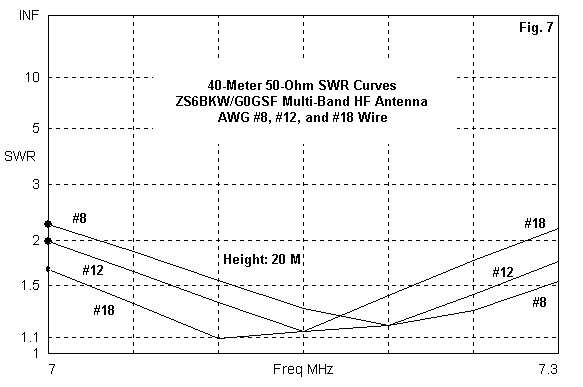 INF
Fig. 7
10
40-Meter 50-Ohm SWR Curves
ZS6BKW/G0GSF Multi-Band HF Antenna
AWG #8, #12, and #18 Wire
5
SWR
3
#8
#18
2
Height: 20 M
#12
#12
1.5
#18
#8
1.1
1
7
Freq MHz
7.3